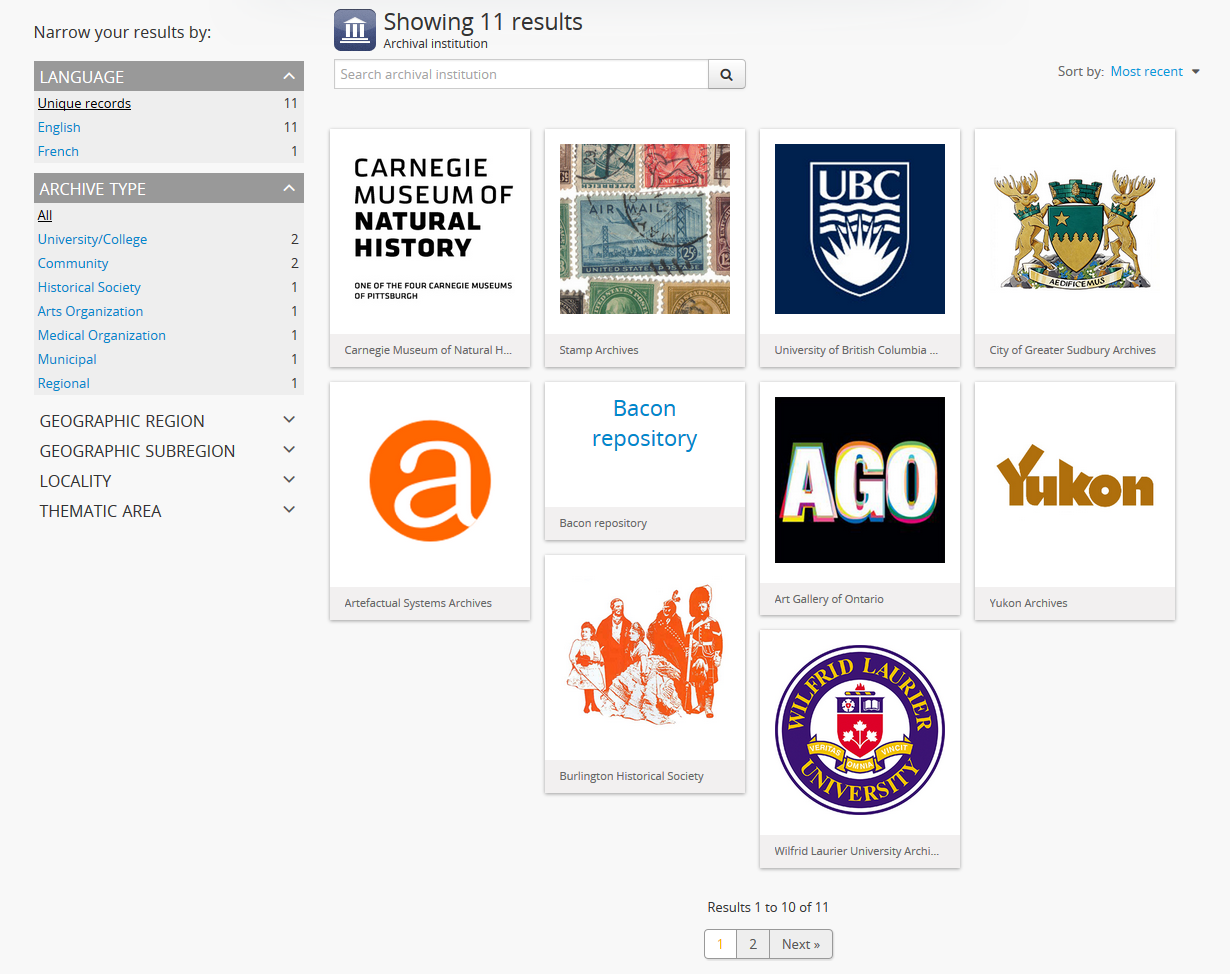 Narrow your results by:
LANGUAGE
Unique records 11
English 11
French 1
ARCHIVE TYPE
All
University/College 2
Community 2
Historical Society 1
Arts Organization 1
Medical Organization 1
Municipal 1
Regional 1
GEOGRAPHIC REGION
GEOGRAPHIC SUBREGION
LOCALITY
THEMATIC AREA
Showing 11 results
Archival institution
Search archival institution
Sort by: Most recent
CARNEGIE
MUSEUM OF
NATURAL
HISTORY
ONE OF THE FOUR CARNEGIE MUSEUMS
OF PITTSBURGH
Carnegie Museum of Natural H...
AIR MAIL
25¢
UNITED STATES POSTAGE
Stamp Archives
UBC
University of British Columbia ...
AEDIFICEMUS
City of Greater Sudbury Archives
a
Artefactual Systems Archives
Bacon
repository
Bacon repository
AGO
Art Gallery of Ontario
Yukon
Yukon Archives
Burlington Historical Society
WILFRID LAURIER
VERITAS OMNIA VINCIT
UNIVERSITY
Wilfrid Laurier University Archi...
Results 1 to 10 of 11
1 2 Next »